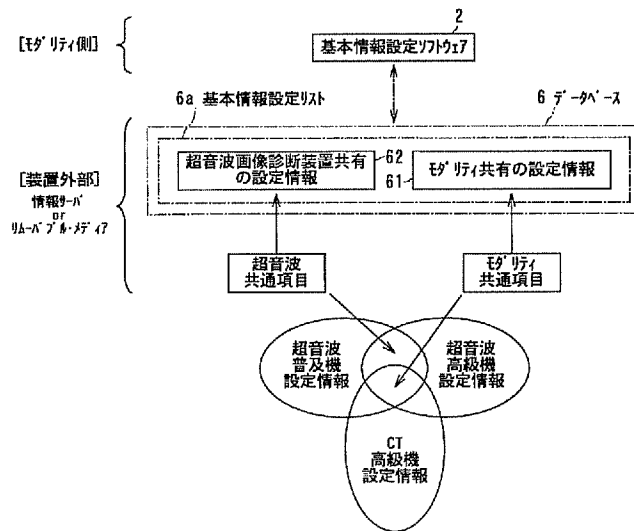 2
[モダリティ側]
基本情報設定ソフトウェア
6a 基本情報設定リスト
6 データベース
[装置外部]
情報サーバ
or
リムーバブル・メディア
超音波画像診断装置共有
の設定情報
62
モダリティ共有の設定情報
61
超音波
共通項目
モダリティ
共通項目
超音波
普及機
設定情報
超音波
高級機
設定情報
CT
高級機
設定情報